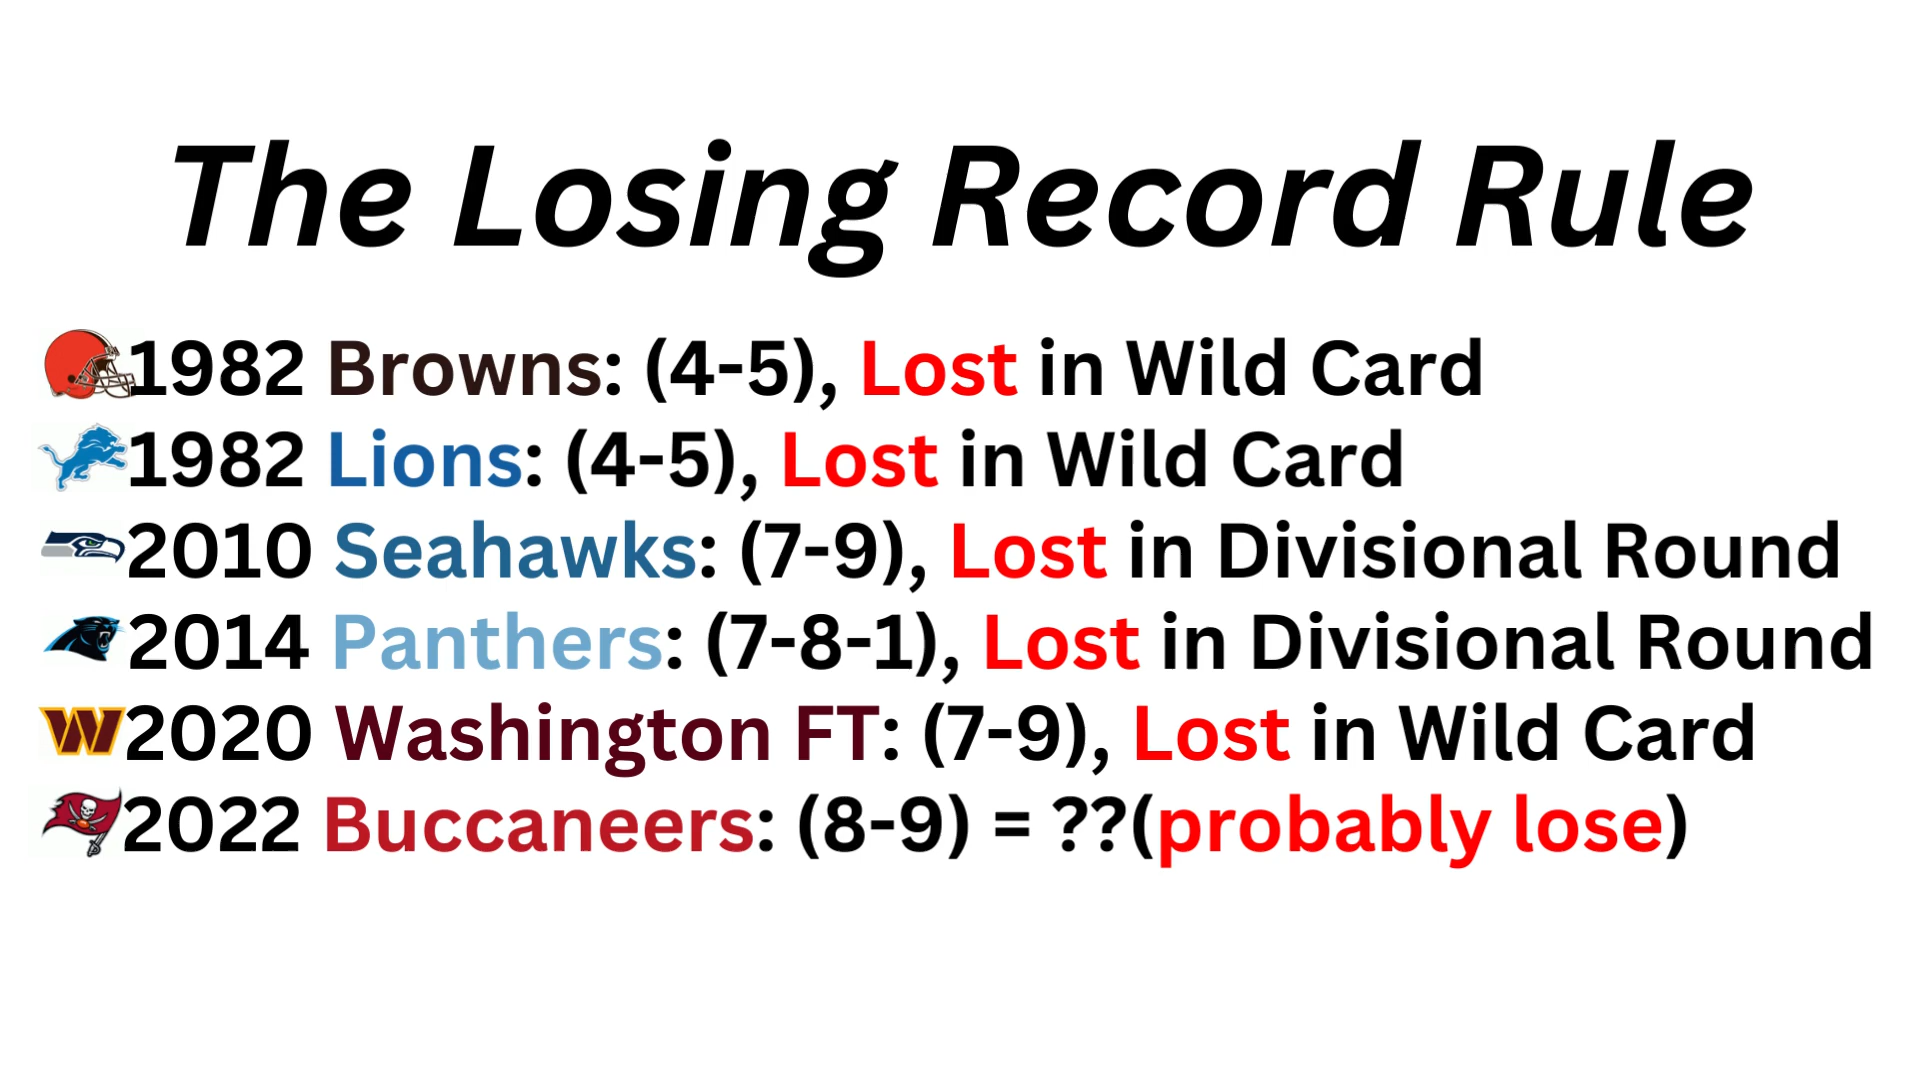 The Losing Record Rule
1982 Browns: (4-5), Lost in Wild Card
1982 Lions: (4-5), Lost in Wild Card
2010 Seahawks: (7-9), Lost in Divisional Round
2014 Panthers: (7-8-1), Lost in Divisional Round
2020 Washington FT: (7-9), Lost in Wild Card
2022 Buccaneers: (8-9) = ??(probably lose)